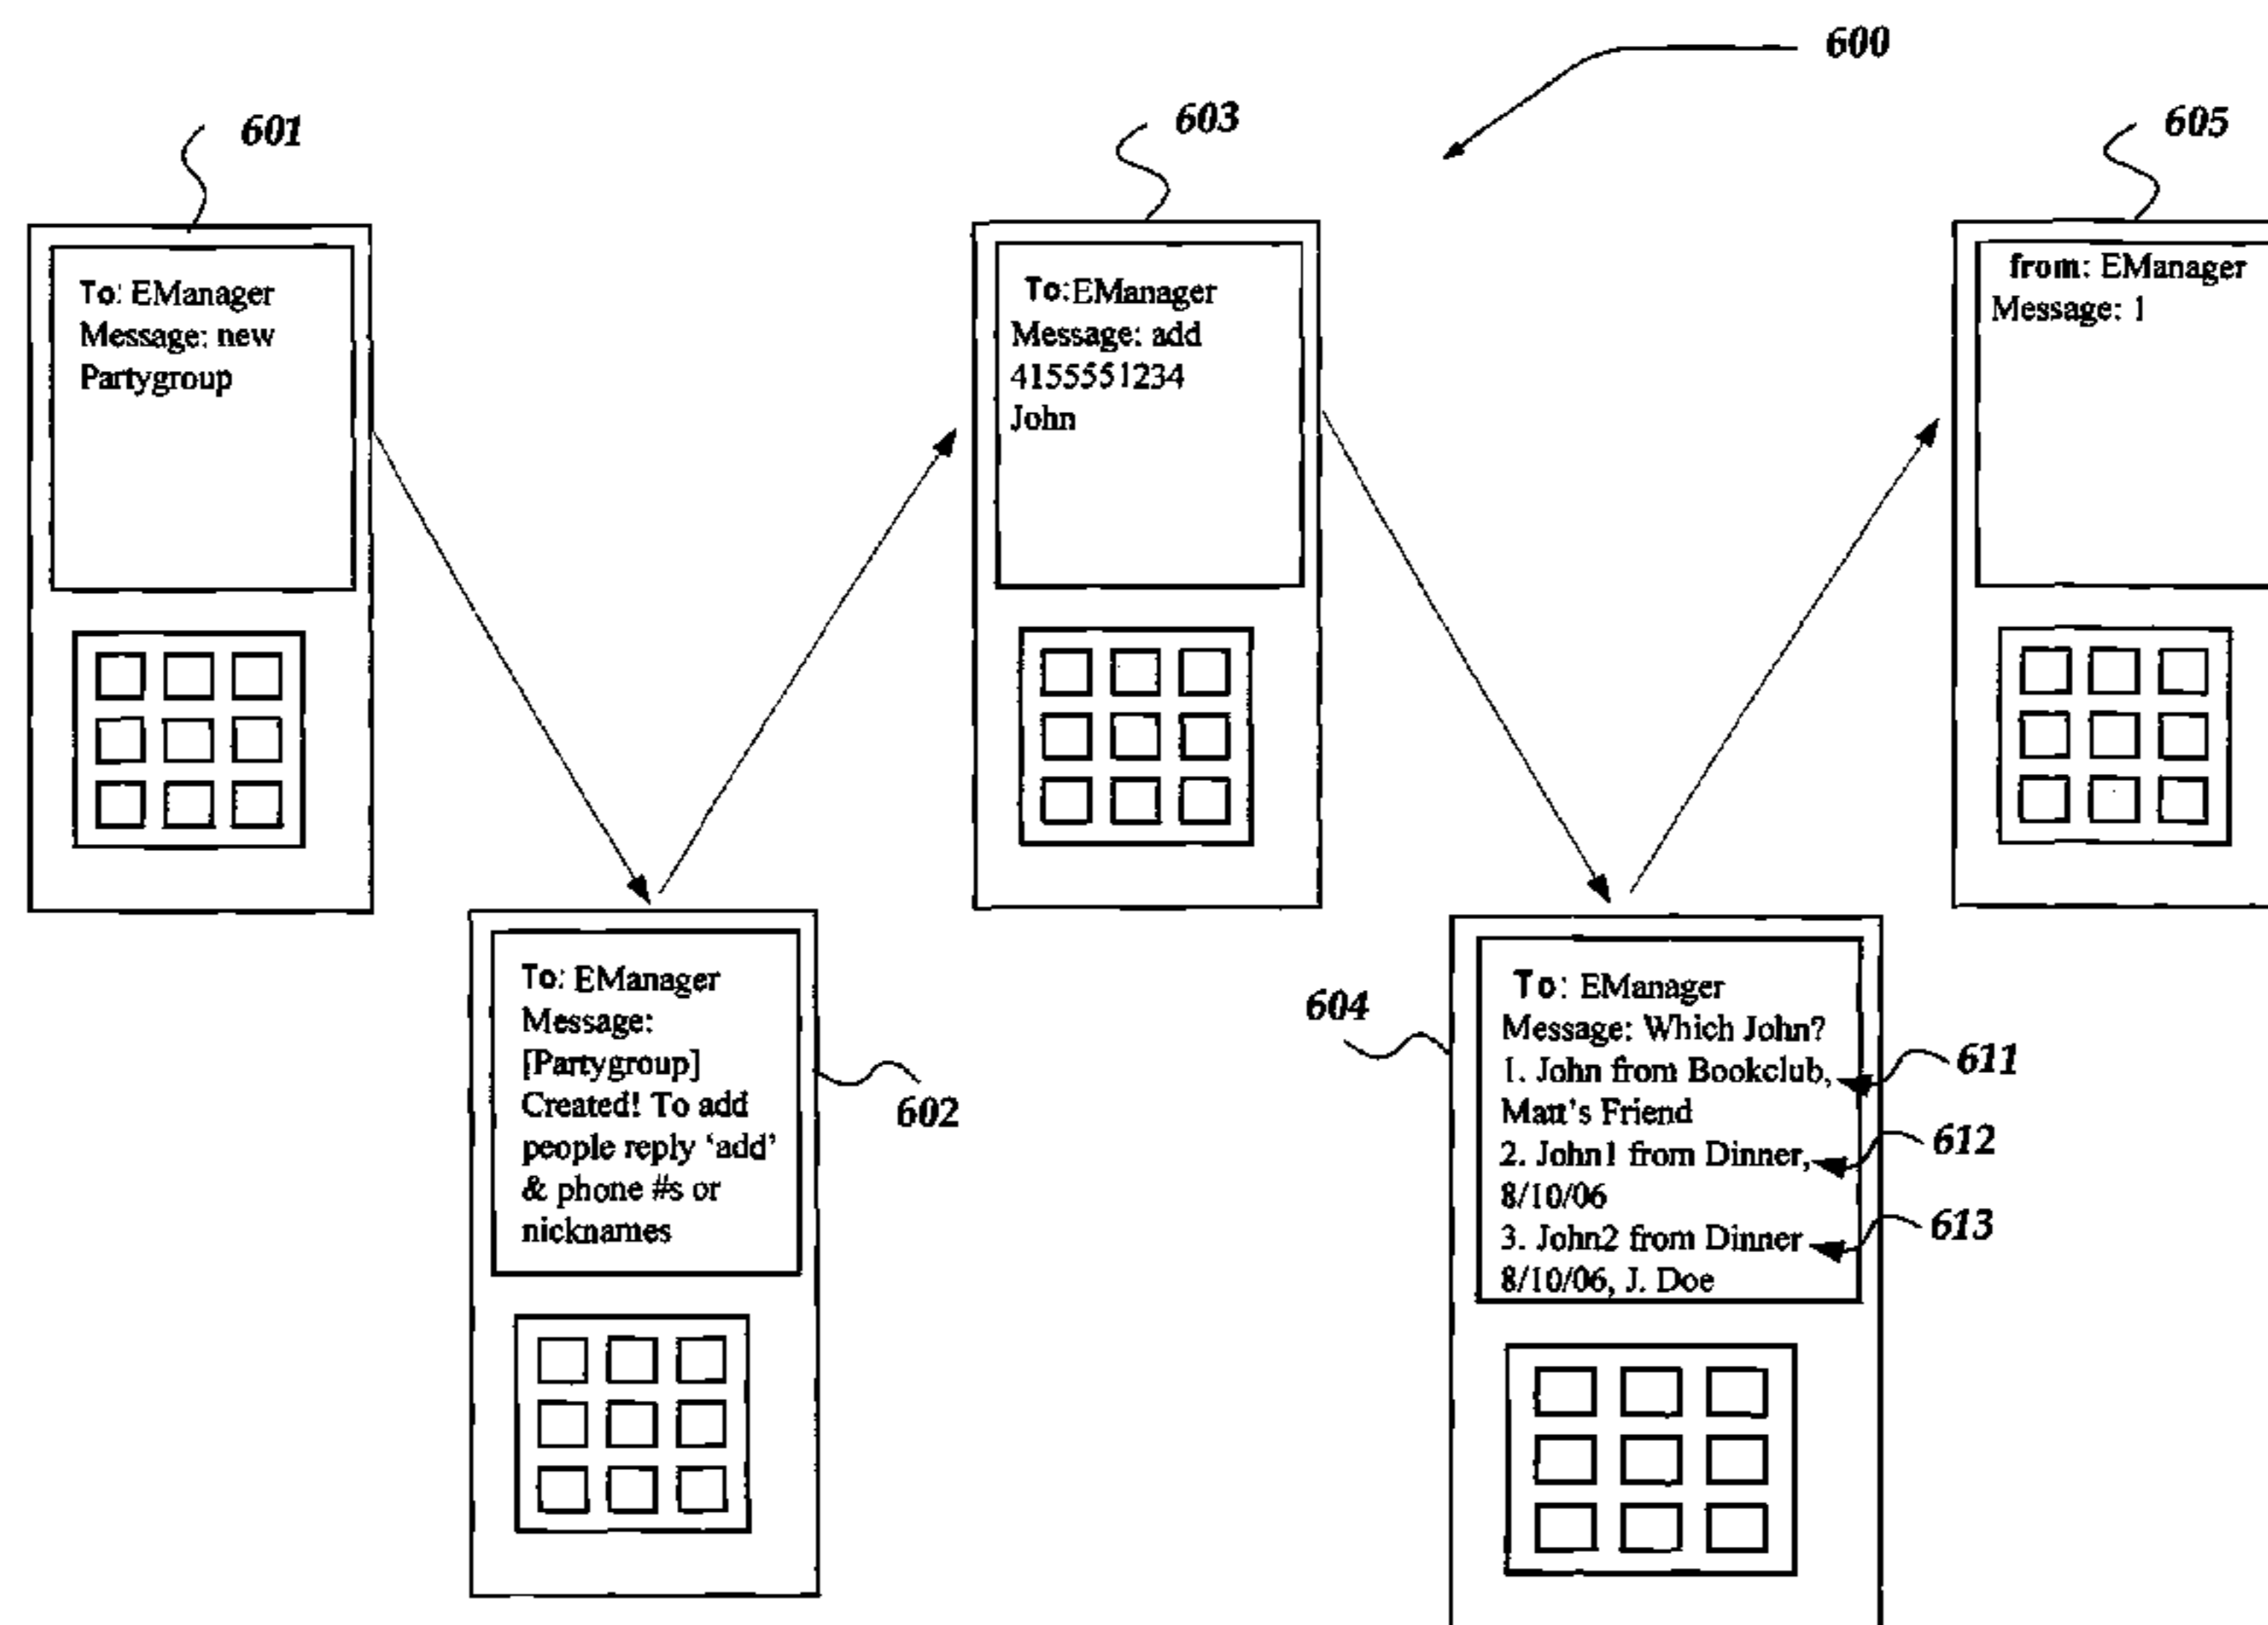 600
601
603
605
To: EManager
Message: new
Partygroup
To:EManager
Message: add
4155551234
John
from: EManager
Message: 1
To: EManager
Message:
[Partygroup]
Created! To add
people reply ‘add’
& phone #s or
nicknames
602
604
To: EManager
Message: Which John?
1. John from Bookclub,
Matt’s Friend
2. John1 from Dinner,
8/10/06
3. John2 from Dinner
8/10/06, J. Doe
611
612
613